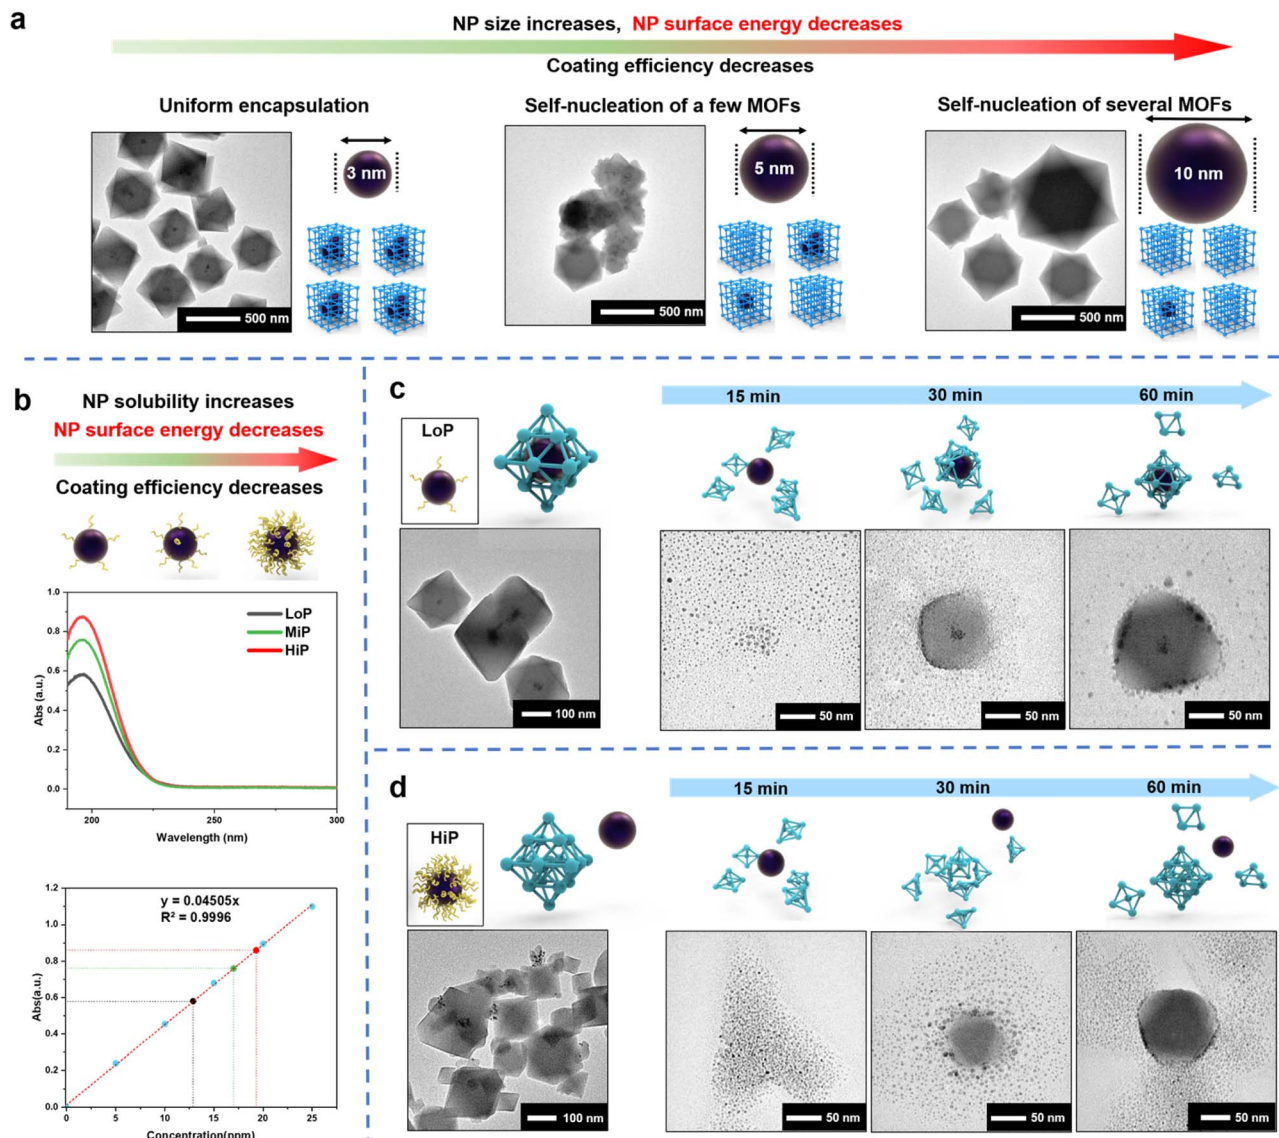 a
NP size increases, NP surface energy decreases
Coating efficiency decreases
Uniform encapsulation
Self-nucleation of a few MOFs
Self-nucleation of several MOFs
3 nm
5 nm
10 nm
500 nm
500 nm
500 nm
b
NP solubility increases
NP surface energy decreases
Coating efficiency decreases
1.0
0.8
0.6
0.4
0.2
0.0
Abs (a.u.)
LoP
MiP
HiP
200
250
300
Wavelength (nm)
1.2
1.0
0.8
0.6
0.4
0.2
0.0
Abs(a.u.)
y = 0.04505x
R² = 0.9996
0
5
10
15
20
25
Concentration(ppm)
c
LoP
15 min
30 min
60 min
100 nm
50 nm
50 nm
50 nm
d
HiP
15 min
30 min
60 min
100 nm
50 nm
50 nm
50 nm